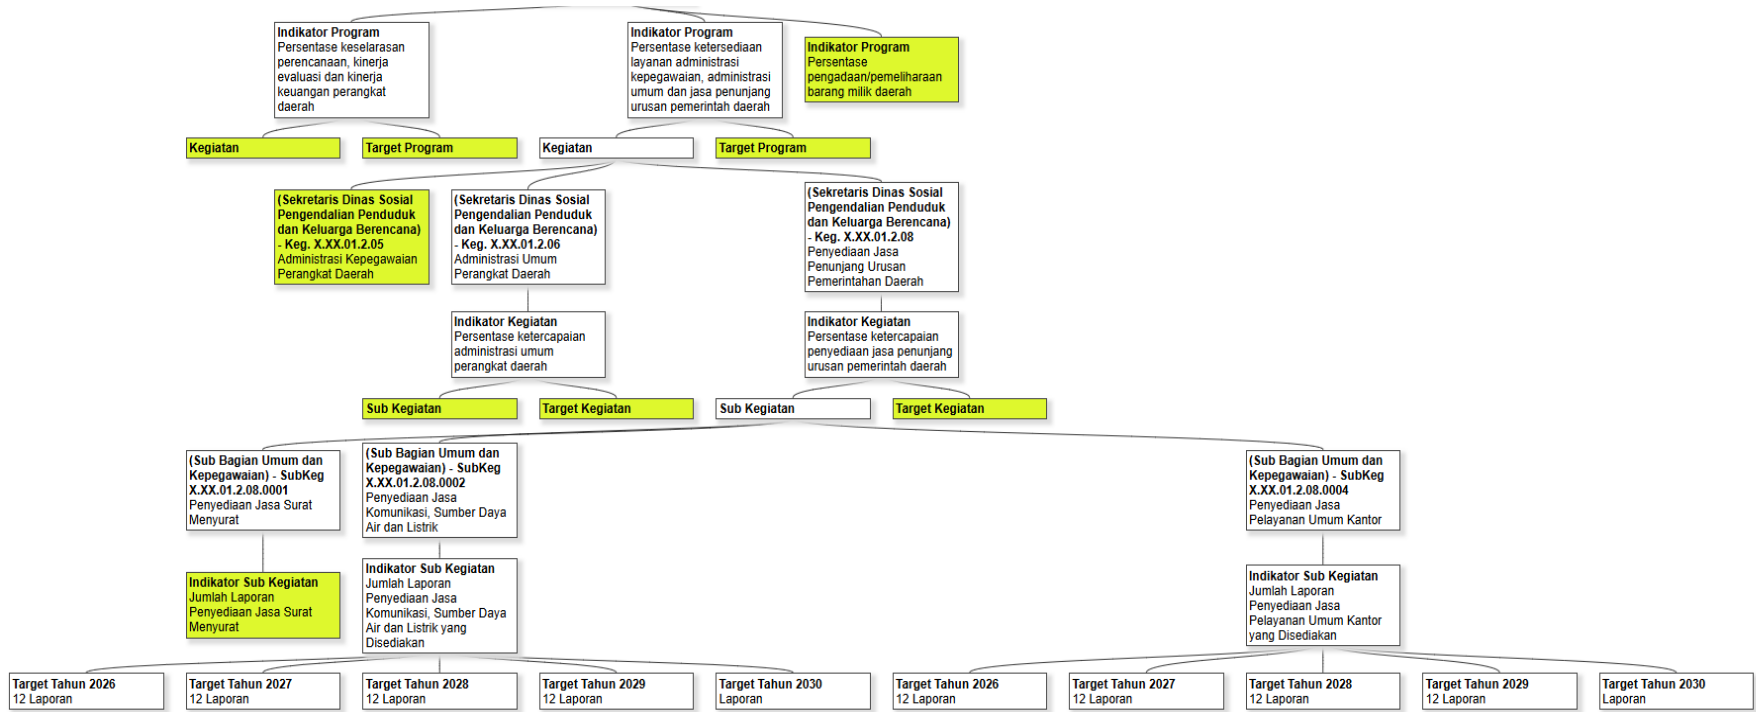 Indikator Program
Persentase keselarasan
perencanaan, kinerja
evaluasi dan kinerja
keuangan perangkat
daerah
Indikator Program
Persentase ketersediaan
layanan administrasi
kepegawaian, administrasi
umum dan jasa penunjang
urusan pemerintah daerah
Indikator Program
Persentase
pengadaan/pemeliharaan
barang milik daerah
Kegiatan
Target Program
Kegiatan
Target Program
(Sekretaris Dinas Sosial
Pengendalian Penduduk
dan Keluarga Berencana)
- Keg. X.XX.01.2.05
Administrasi Kepegawaian
Perangkat Daerah
(Sekretaris Dinas Sosial
Pengendalian Penduduk
dan Keluarga Berencana)
- Keg. X.XX.01.2.06
Administrasi Umum
Perangkat Daerah
(Sekretaris Dinas Sosial
Pengendalian Penduduk
dan Keluarga Berencana)
- Keg. X.XX.01.2.08
Penyediaan Jasa
Penunjang Urusan
Pemerintahan Daerah
Indikator Kegiatan
Persentase ketercapaian
administrasi umum
perangkat daerah
Indikator Kegiatan
Persentase ketercapaian
penyediaan jasa penunjang
urusan pemerintah daerah
Sub Kegiatan
Target Kegiatan
Sub Kegiatan
Target Kegiatan
(Sub Bagian Umum dan
Kepegawaian) - SubKeg
X.XX.01.2.08.0001
Penyediaan Jasa Surat
Menyurat
(Sub Bagian Umum dan
Kepegawaian) - SubKeg
X.XX.01.2.08.0002
Penyediaan Jasa
Komunikasi, Sumber Daya
Air dan Listrik
(Sub Bagian Umum dan
Kepegawaian) - SubKeg
X.XX.01.2.08.0004
Penyediaan Jasa
Pelayanan Umum Kantor
Indikator Sub Kegiatan
Jumlah Laporan
Penyediaan Jasa Surat
Menyurat
Indikator Sub Kegiatan
Jumlah Laporan
Penyediaan Jasa
Komunikasi, Sumber Daya
Air dan Listrik yang
Disediakan
Indikator Sub Kegiatan
Jumlah Laporan
Penyediaan Jasa
Pelayanan Umum Kantor
yang Disediakan
Target Tahun 2026
12 Laporan
Target Tahun 2027
12 Laporan
Target Tahun 2028
12 Laporan
Target Tahun 2029
12 Laporan
Target Tahun 2030
Laporan
Target Tahun 2026
12 Laporan
Target Tahun 2027
12 Laporan
Target Tahun 2028
12 Laporan
Target Tahun 2029
12 Laporan
Target Tahun 2030
Laporan